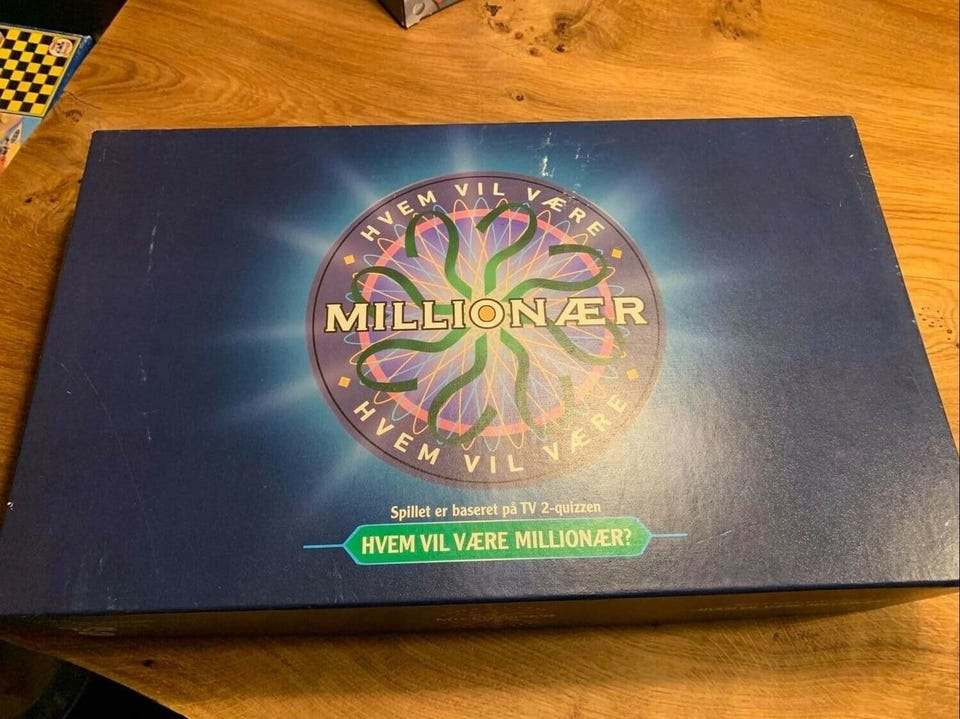 HVEM VIL VÆRE
MILLIONÆR
HVEM VIL VÆRE
Spillet er baseret på TV 2-quizzen
HVEM VIL VÆRE MILLIONÆR?